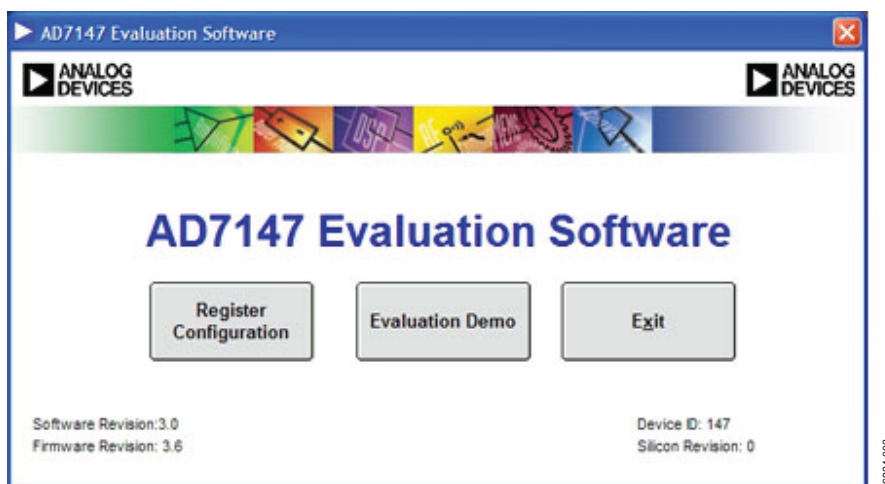 AD7147 Evaluation Software
ANALOG
DEVICES
ANALOG
DEVICES
DSP
AD7147 Evaluation Software
Register
Configuration
Evaluation Demo
Exit
Software Revision:3.0
Firmware Revision: 3.6
Device ID: 147
Silicon Revision: 0